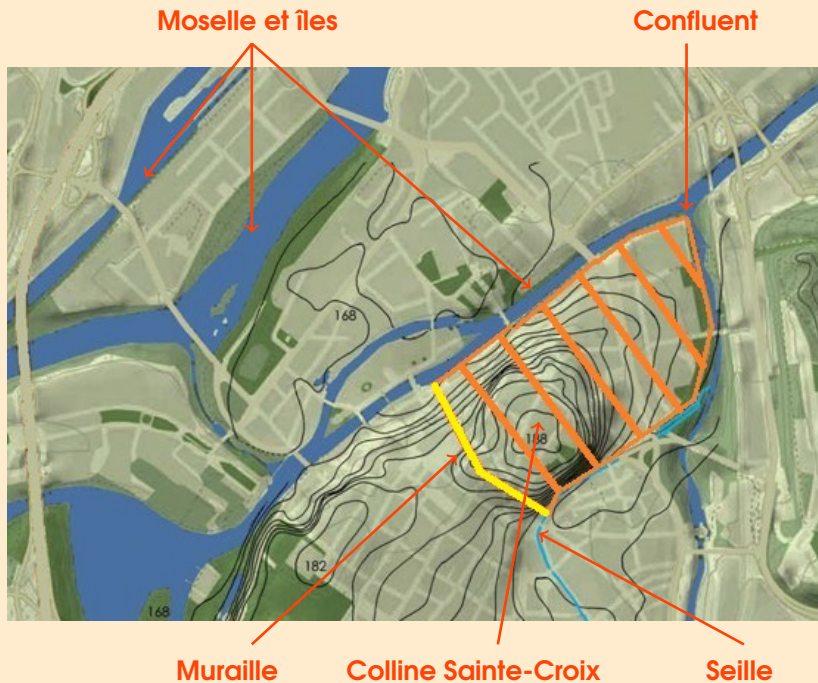 Moselle et îles
Confluent
168
188
182
168
Muraille
Colline Sainte-Croix
Seille